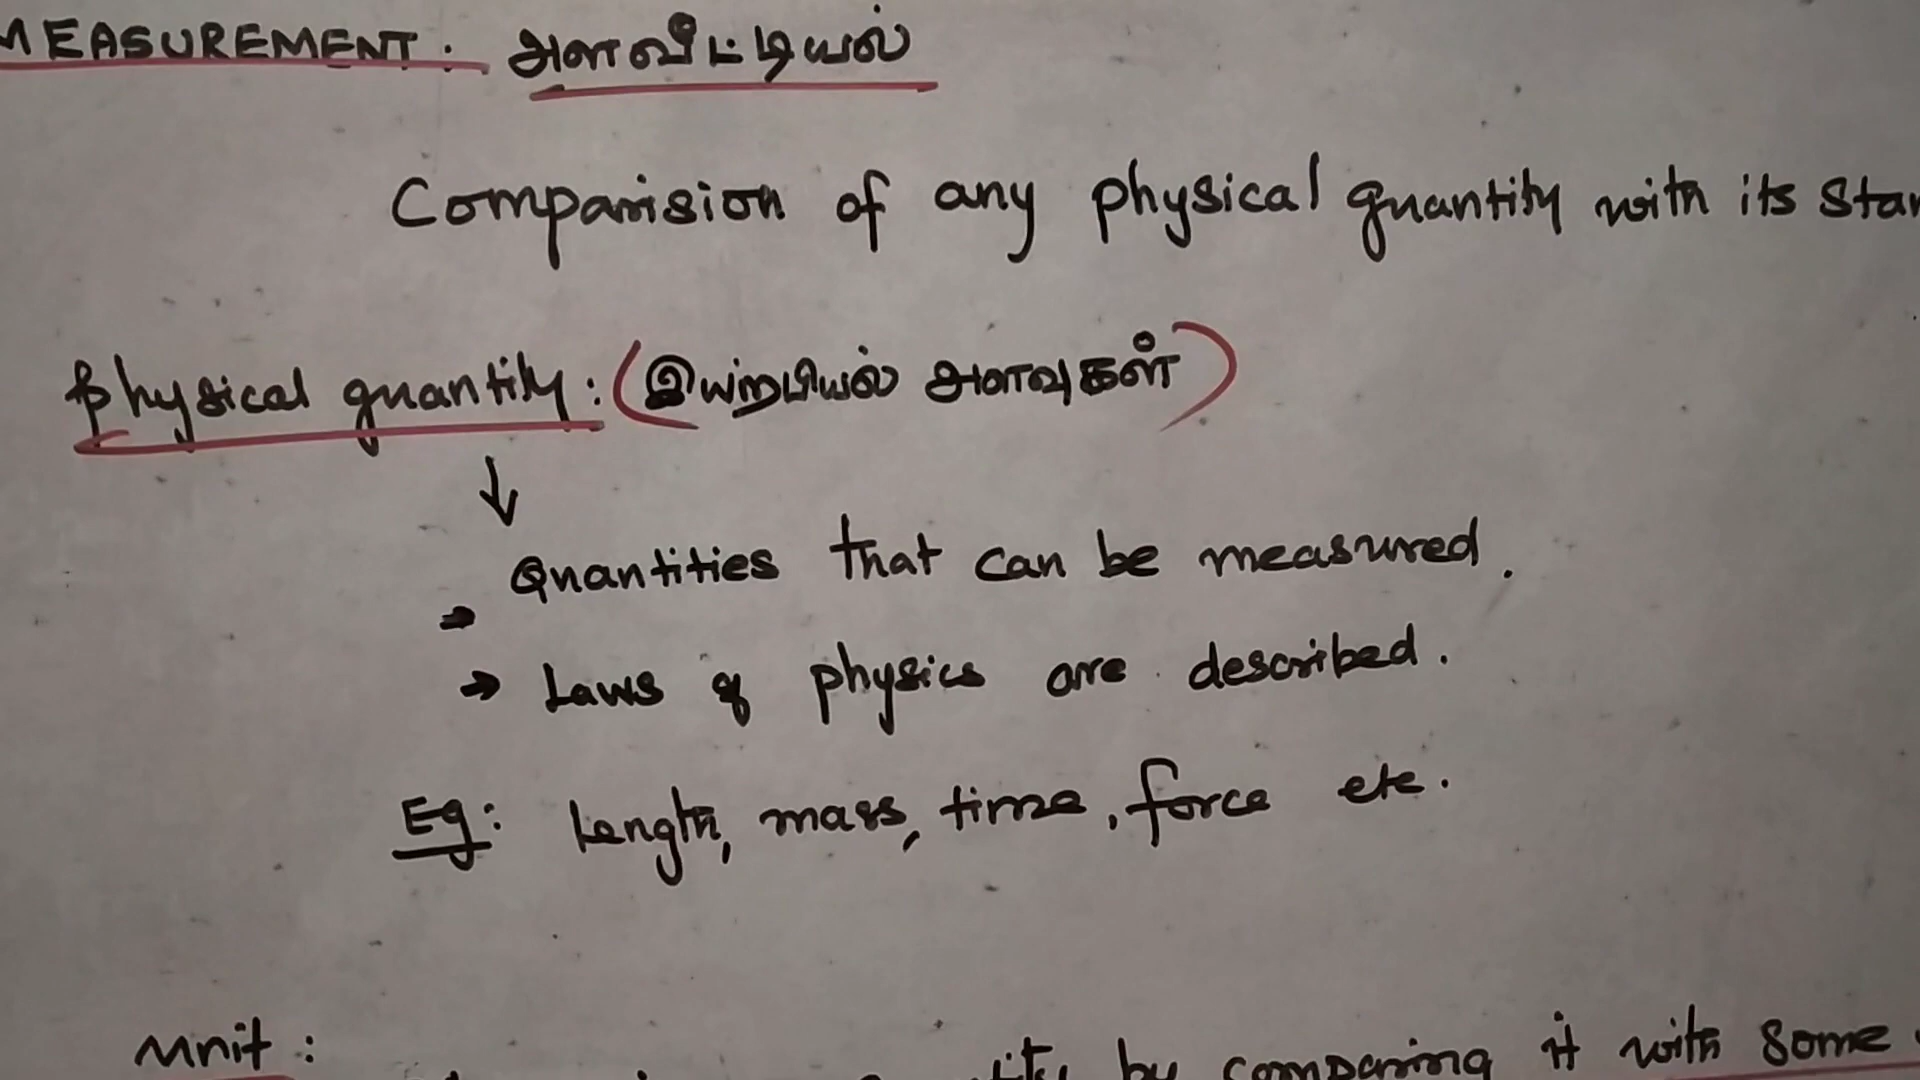 MEASUREMENT: அளவீட்டியல்
Comparision of any physical quantity with its
Physical quantity: (இயற்பியல் அளவுகள்)
Quantities that can be measured.
→
→ Laws of physics are described.
Eg: Length, mass, time, force etc.
Unit:
by comparing it with some